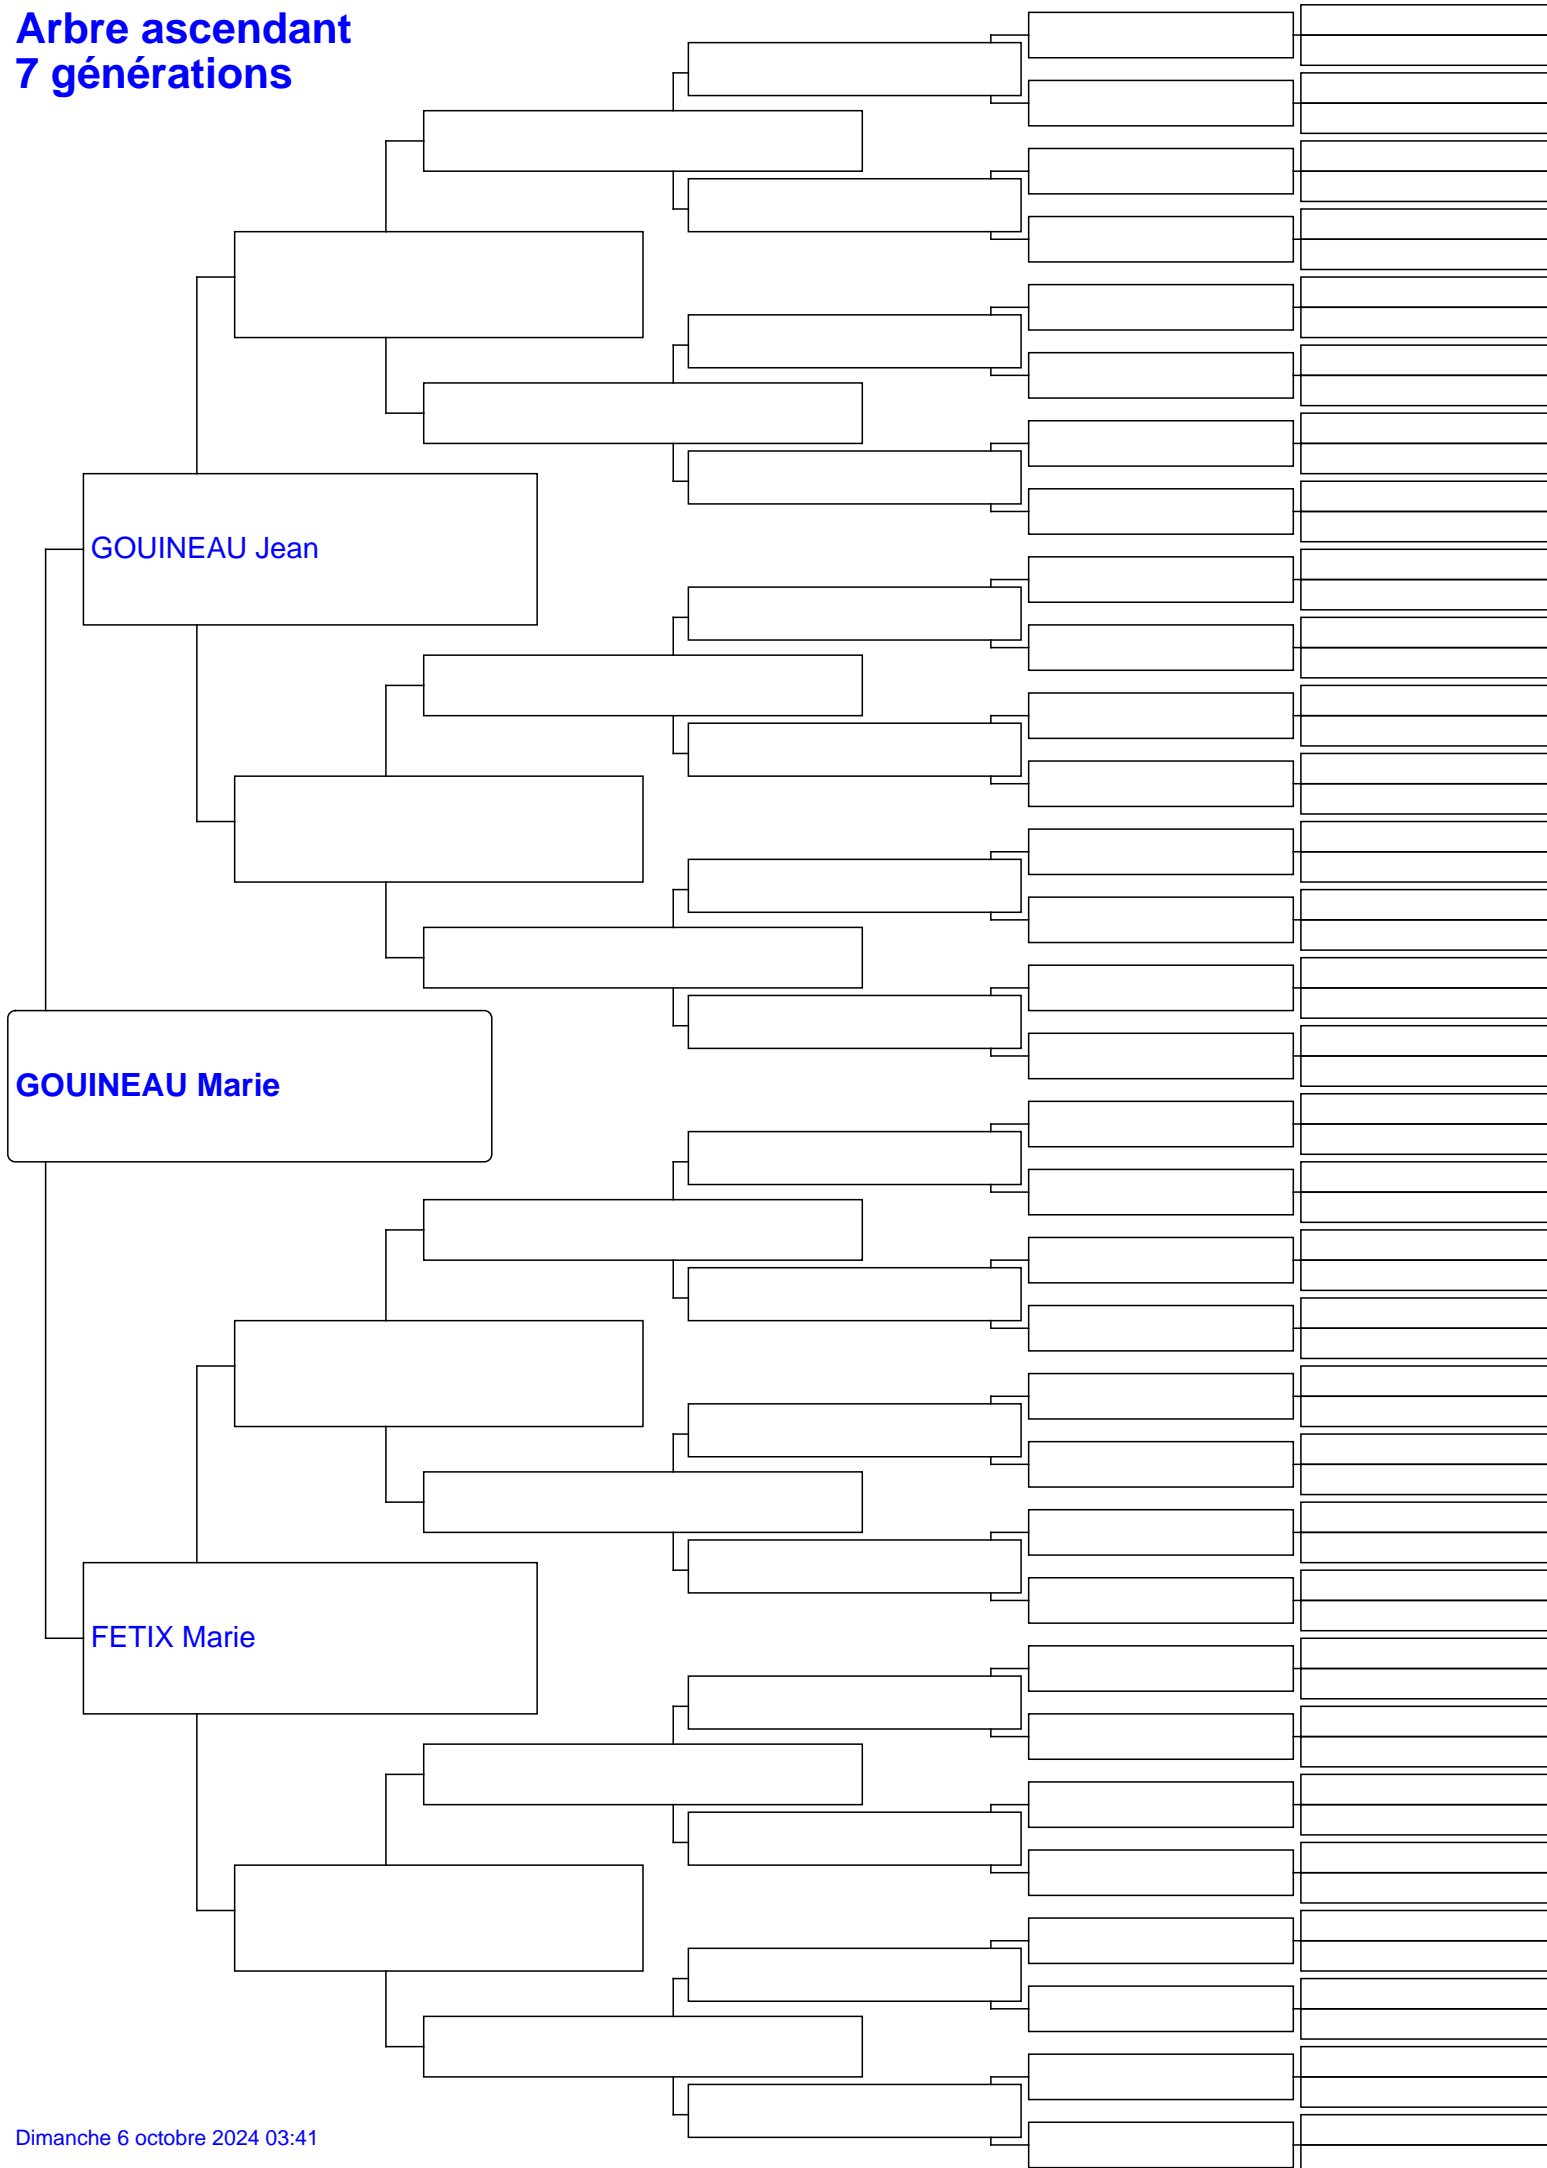 Arbre ascendant
7 générations
GOUINEAU Jean
GOUINEAU Marie
FETIX Marie
Dimanche 6 octobre 2024 03:41